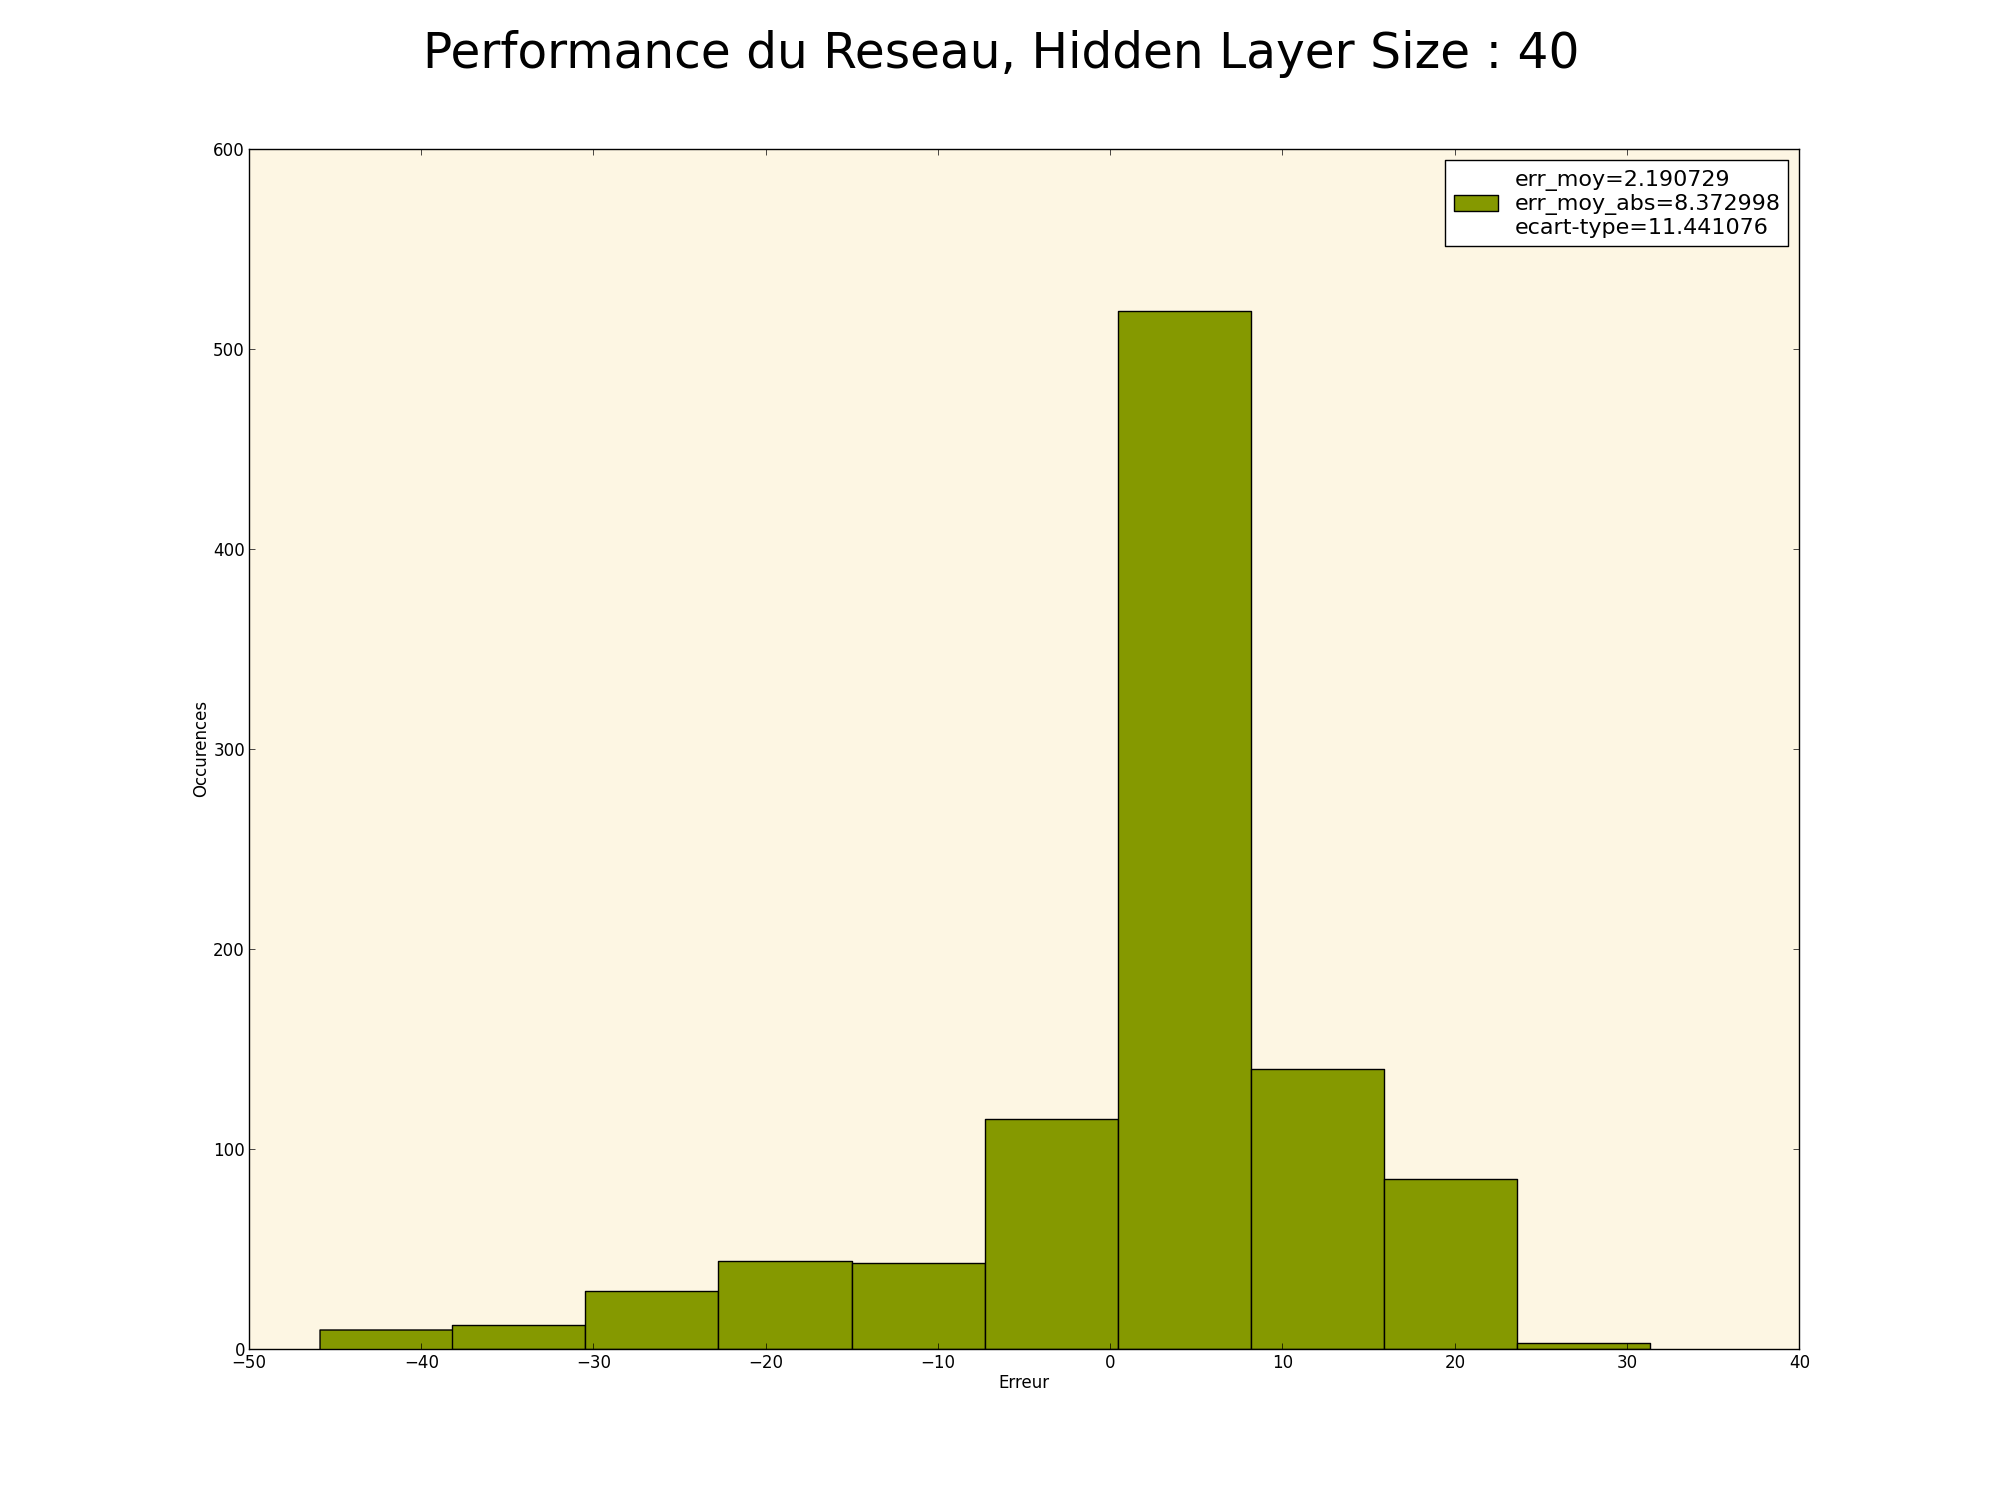 Performance du Reseau, Hidden Layer Size : 40
600
500
400
300
200
100
0
Occurences
err_moy=2.190729
err_moy_abs=8.372998
ecart-type=11.441076
−50 −40 −30 −20 −10 0 10 20 30 40
Erreur